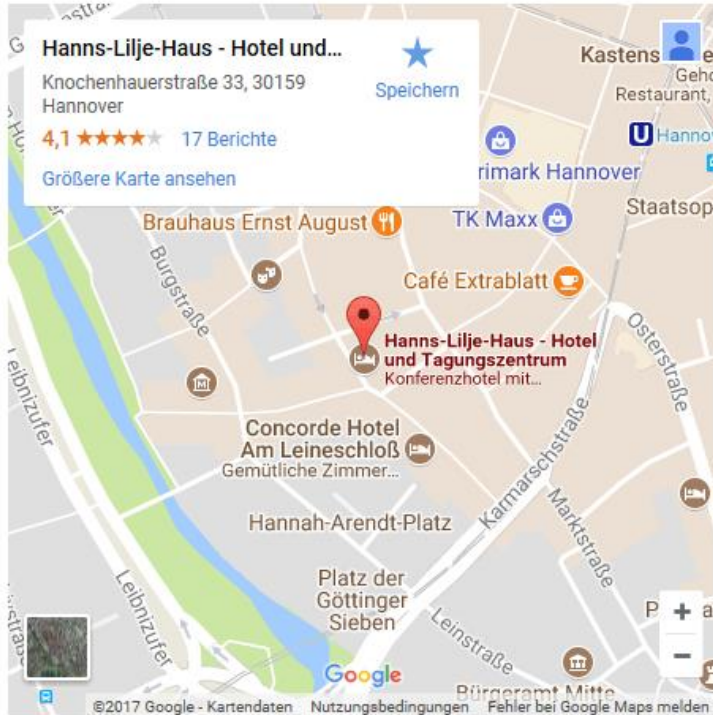 Hanns-Lilje-Haus - Hotel und...
Knochenhauerstraße 33, 30159
Hannover
Speichern
4,1
17 Berichte
Größere Karte ansehen
Kastens
Restaurant,
U Hanno
rimark Hannover
TK Maxx
Staatsop
Brauhaus Ernst August
Burgstraße
Café Extrablatt
Hanns-Lilje-Haus - Hotel
und Tagungszentrum
Konferenzhotel mit...
Osterstraße
Leibnizufer
M
Concorde Hotel
Am Leineschloß
Gemütliche Zimmer...
Karmarschstraße
Marktstraße
Hannah-Arendt-Platz
Platz der
Göttinger
Sieben
Leibnizufer
Leinstraße
+
−
Google
Bürgeramt Mitte
©2017 Google - Kartendaten Nutzungsbedingungen Fehler bei Google Maps melden